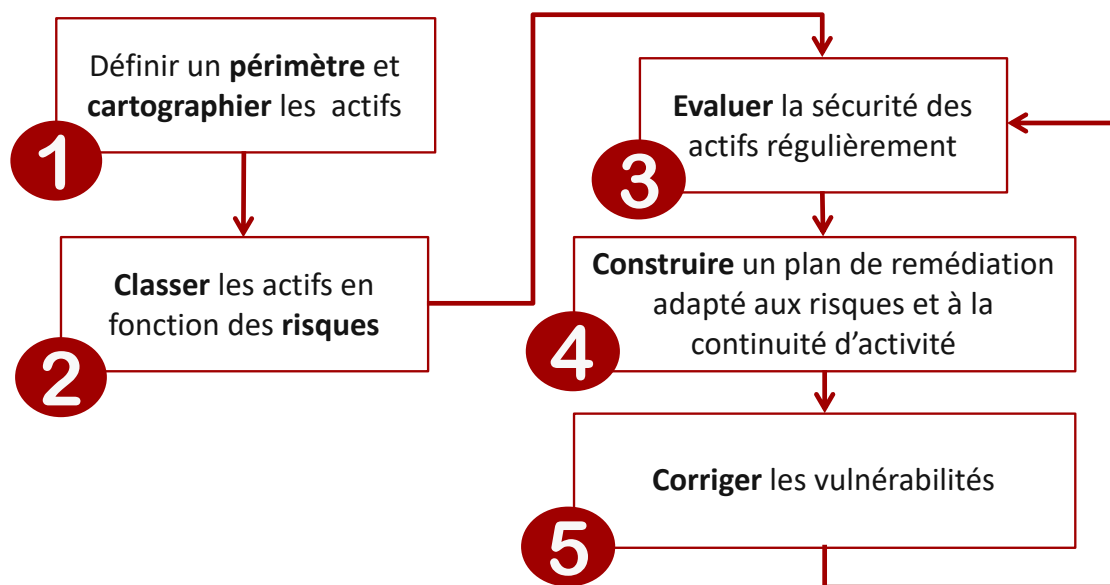 Définir un périmètre et
cartographier les actifs
1
Classer les actifs en
fonction des risques
2
Evaluer la sécurité des
actifs régulièrement
3
Construire un plan de remédiation
adapté aux risques et à la
continuité d’activité
4
Corriger les vulnérabilités
5